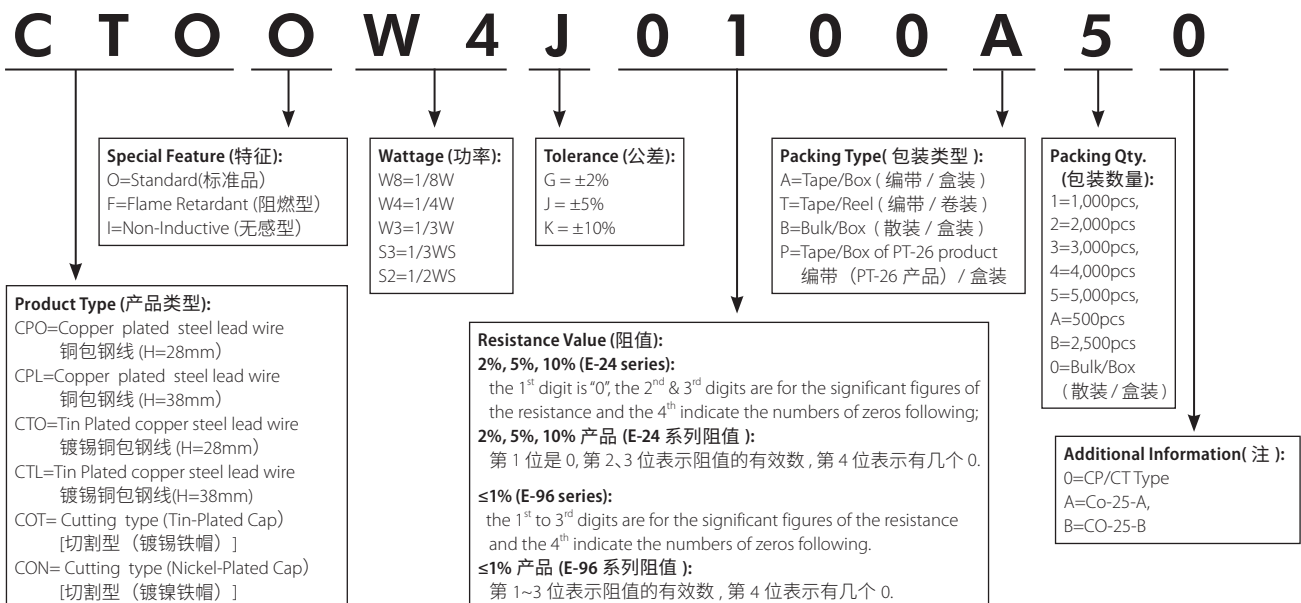 C T O O W 4 J 0 1 0 0 A 5 0
Special Feature (特征):
O=Standard(标准品)
F=Flame Retardant (阻燃型)
I=Non-Inductive (无感型)
Wattage (功率):
W8=1/8W
W4=1/4W
W3=1/3W
S3=1/3WS
S2=1/2WS
Tolerance (公差):
G = ±2%
J = ±5%
K = ±10%
Packing Type( 包装类型 ):
A=Tape/Box ( 编带 / 盒装 )
T=Tape/Reel ( 编带 / 卷装 )
B=Bulk/Box ( 散装 / 盒装 )
P=Tape/Box of PT-26 product
编带（PT-26 产品）/ 盒装
Packing Qty.
(包装数量):
1=1,000pcs,
2=2,000pcs
3=3,000pcs,
4=4,000pcs
5=5,000pcs,
A=500pcs
B=2,500pcs
0=Bulk/Box
( 散装 / 盒装 )
Product Type (产品类型):
CPO=Copper plated steel lead wire
铜包钢线 (H=28mm）
CPL=Copper plated steel lead wire
铜包钢线 (H=38mm）
CTO=Tin Plated copper steel lead wire
镀锡铜包钢线 (H=28mm）
CTL=Tin Plated copper steel lead wire
镀锡铜包钢线(H=38mm)
COT= Cutting type (Tin-Plated Cap)
[切割型（镀锡铁帽）]
CON= Cutting type (Nickel-Plated Cap)
[切割型（镀镍铁帽）]
Resistance Value (阻值):
2%, 5%, 10% (E-24 series):
the 1st digit is “0”, the 2nd & 3rd digits are for the significant figures of
the resistance and the 4th indicate the numbers of zeros following;
2%, 5%, 10% 产品 (E-24 系列阻值 ):
第 1 位是 0, 第 2、3 位表示阻值的有效数 , 第 4 位表示有几个 0.
≤1% (E-96 series):
the 1st to 3rd digits are for the significant figures of the resistance
and the 4th indicate the numbers of zeros following.
≤1% 产品 (E-96 系列阻值 ):
第 1~3 位表示阻值的有效数 , 第 4 位表示有几个 0.
Additional Information( 注 ):
0=CP/CT Type
A=Co-25-A,
B=CO-25-B